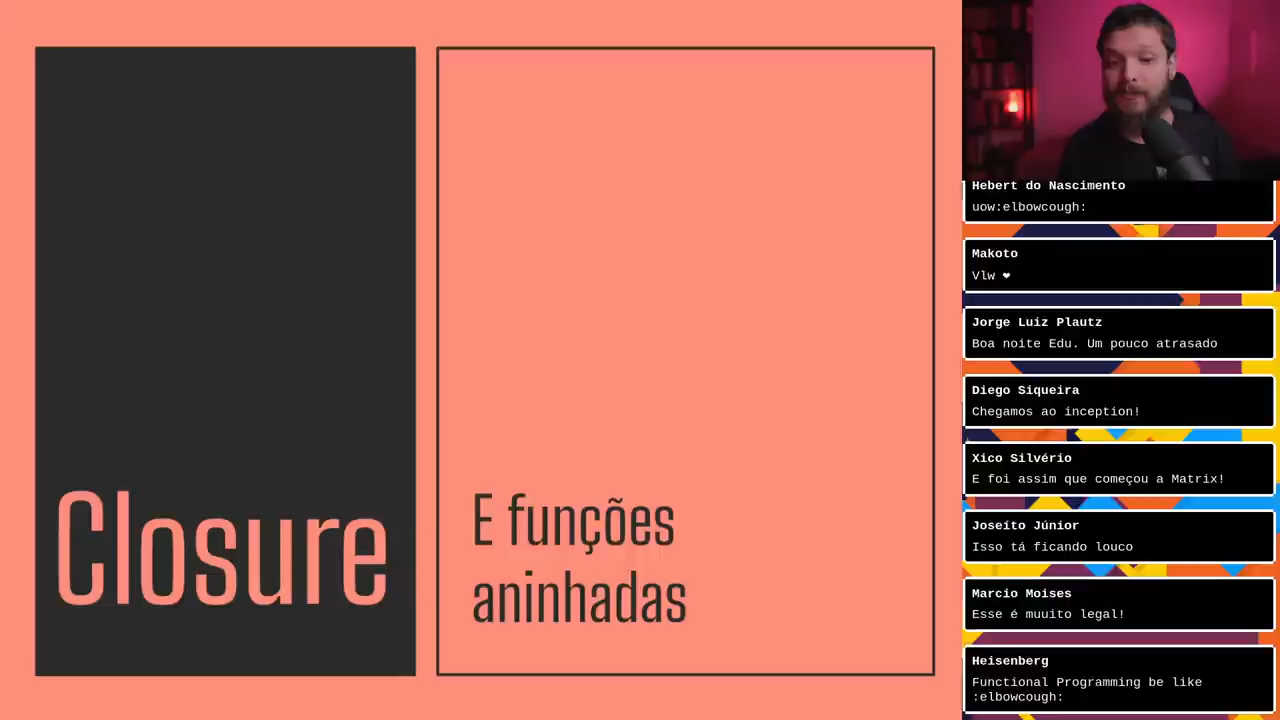 Closure
E funções
aninhadas
Hebert do Nascimento
uow:elbowcough:
Makoto
Vlw ❤
Jorge Luiz Plautz
Boa noite Edu. Um pouco atrasado
Diego Siqueira
Chegamos ao inception!
Xico Silvério
E foi assim que começou a Matrix!
Joseíto Júnior
Isso tá ficando louco
Marcio Moises
Esse é muuito legal!
Heisenberg
Functional Programming be like
:elbowcough: